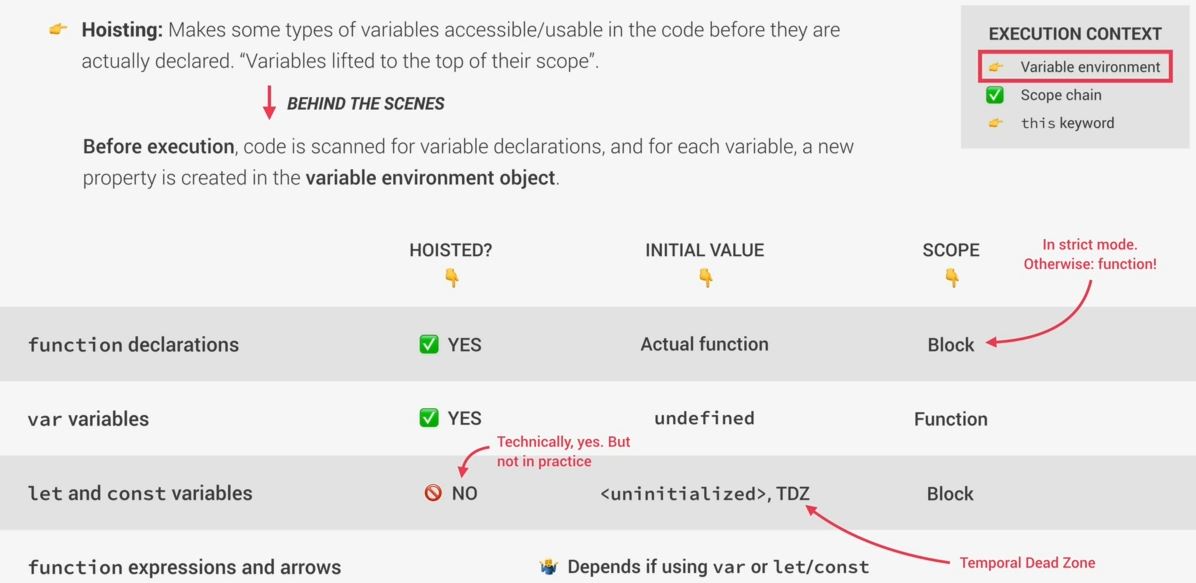 👉 Hoisting: Makes some types of variables accessible/usable in the code before they are
actually declared. “Variables lifted to the top of their scope”.
BEHIND THE SCENES
Before execution, code is scanned for variable declarations, and for each variable, a new
property is created in the variable environment object.
EXECUTION CONTEXT
👉 Variable environment
✅ Scope chain
👉 this keyword
HOISTED?
👇
INITIAL VALUE
👇
SCOPE
👇
In strict mode.
Otherwise: function!
function declarations
✅ YES
Actual function
Block
var variables
✅ YES
undefined
Function
Technically, yes. But
not in practice
let and const variables
🚫 NO
<uninitialized>, TDZ
Block
Temporal Dead Zone
function expressions and arrows
🤷‍♂️ Depends if using var or let/const